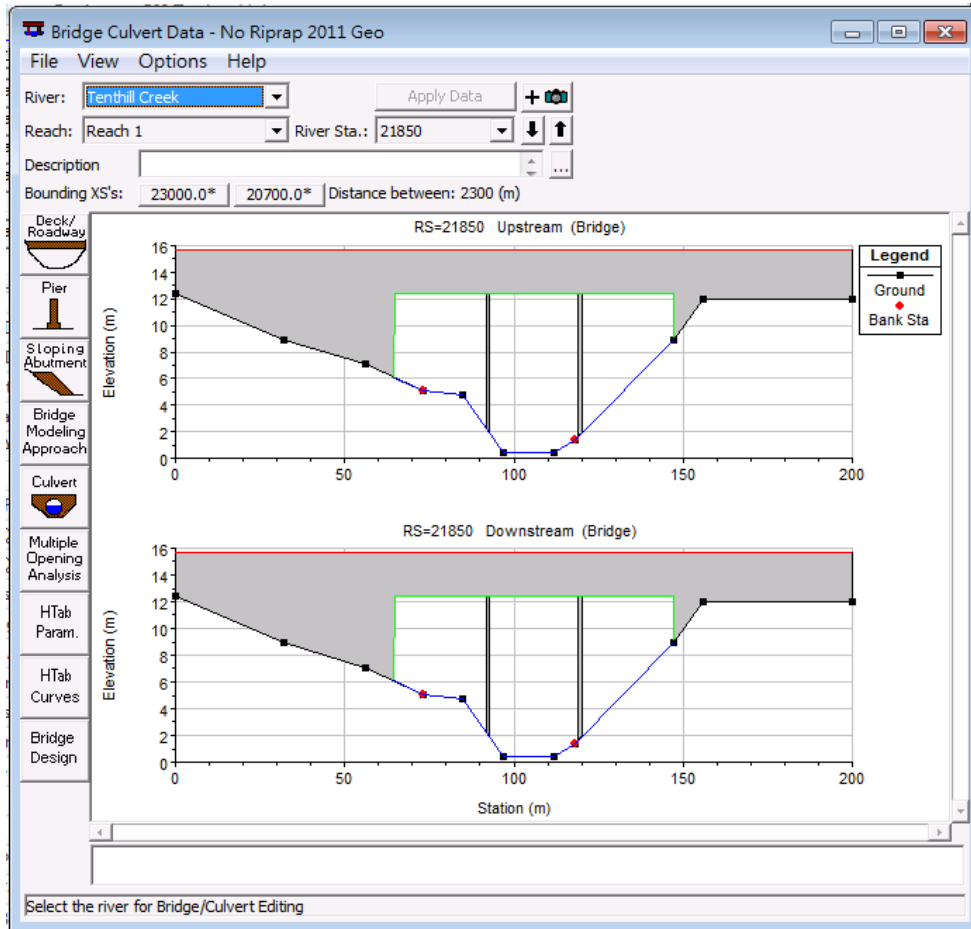 Bridge Culvert Data - No Riprap 2011 Geo
File View Options Help
River: Tenthill Creek Apply Data +
Reach: Reach 1 River Sta.: 21850
Description ...
Bounding XS's: 23000.0* 20700.0* Distance between: 2300 (m)
Deck/
Roadway
Pier
Sloping
Abutment
Bridge
Modeling
Approach
Culvert
Multiple
Opening
Analysis
HTab
Param.
HTab
Curves
Bridge
Design
RS=21850 Upstream (Bridge)
16
14
12
10
8
6
4
2
0
Elevation (m)
0 50 100 150 200
Legend
Ground
Bank Sta
RS=21850 Downstream (Bridge)
16
14
12
10
8
6
4
2
0
Elevation (m)
0 50 100 150 200
Station (m)
Select the river for Bridge/Culvert Editing